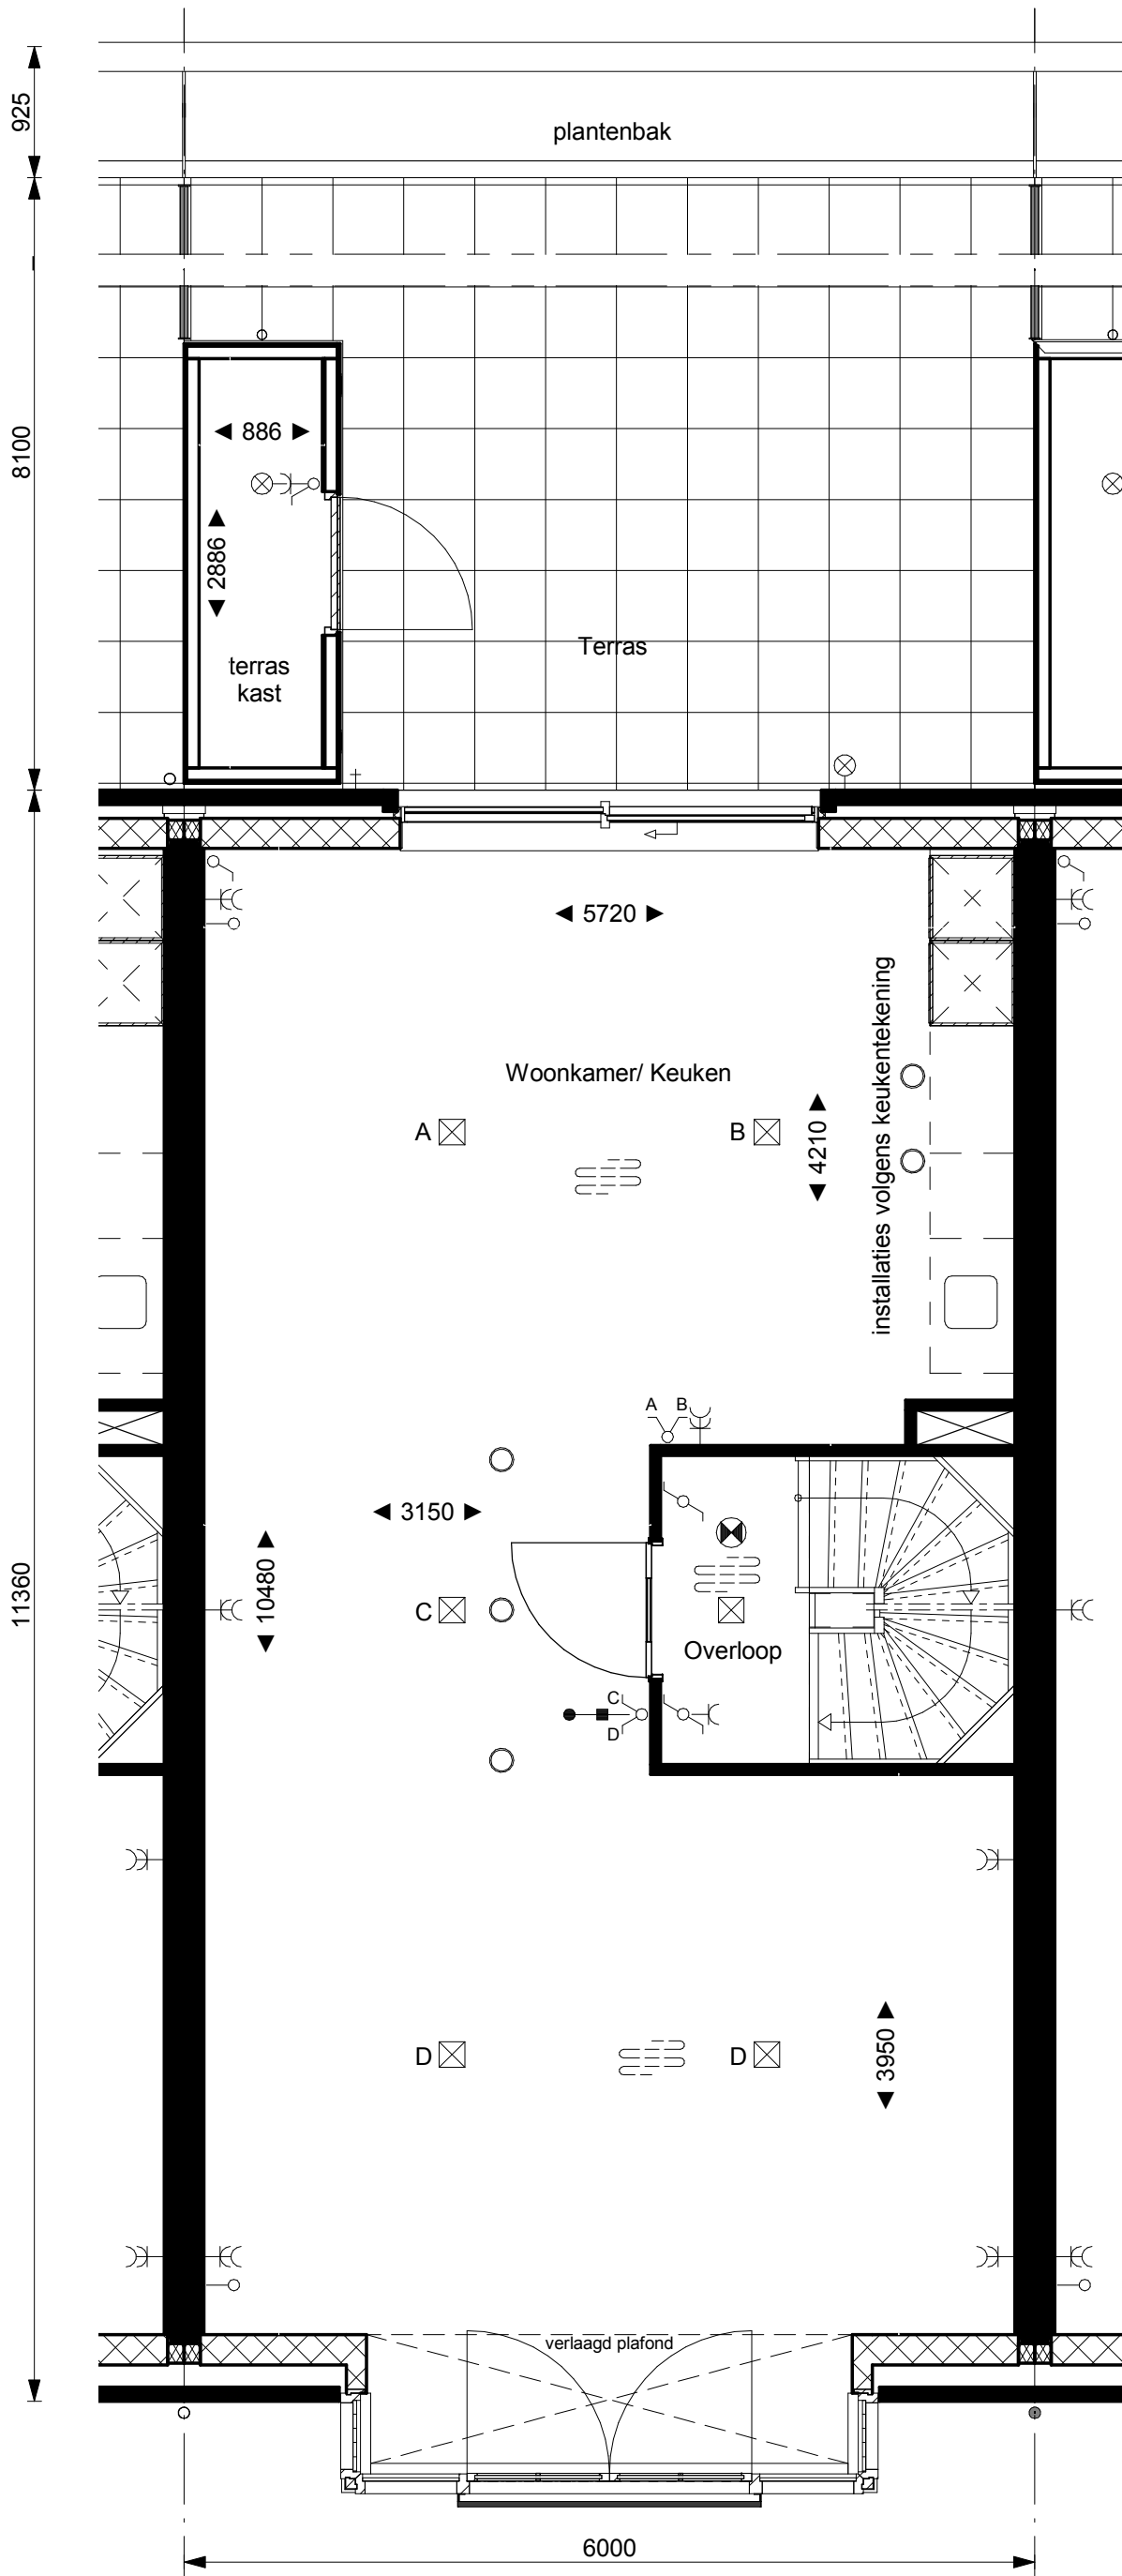 925
plantenbak
8100
886
2886
Terras
terras
kast
5720
installaties volgens keukentekening
Woonkamer/ Keuken
A
B
4210
A B
3150
11360
10480
C
Overloop
C
D
D
D
3950
verlaagd plafond
6000